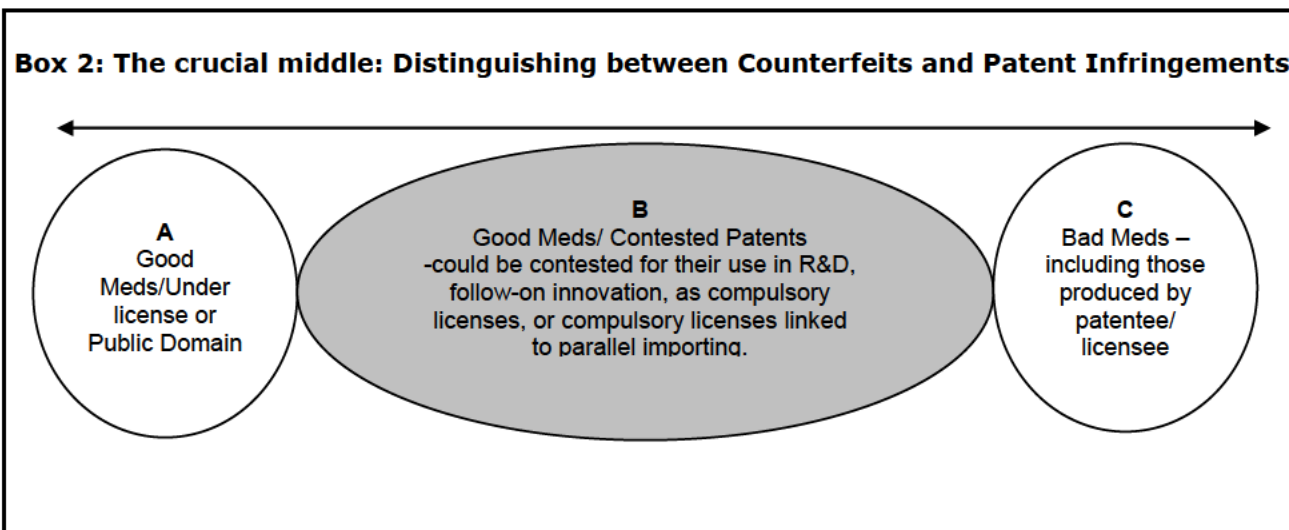 Box 2: The crucial middle: Distinguishing between Counterfeits and Patent Infringements
A
Good
Meds/Under
license or
Public Domain
B
Good Meds/ Contested Patents
-could be contested for their use in R&D,
follow-on innovation, as compulsory
licenses, or compulsory licenses linked
to parallel importing.
C
Bad Meds –
including those
produced by
patentee/
licensee